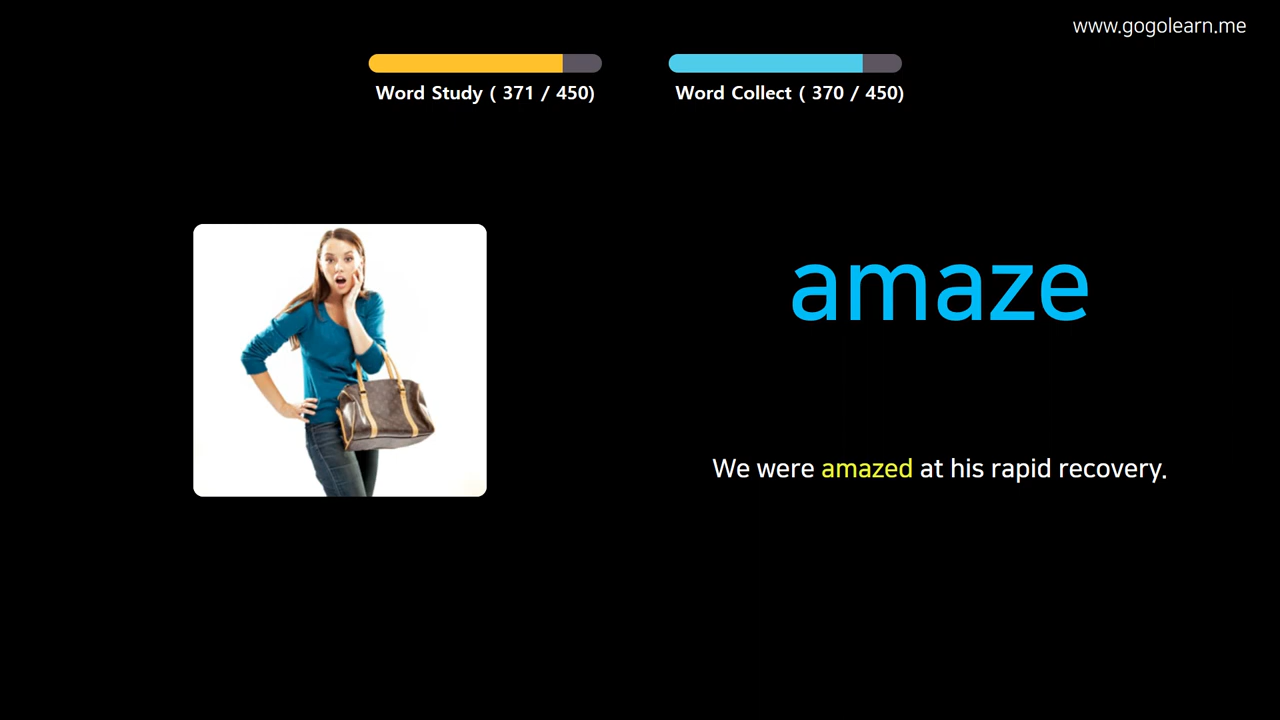 www.gogolearn.me
Word Study ( 371 / 450)
Word Collect ( 370 / 450)
amaze
We were amazed at his rapid recovery.